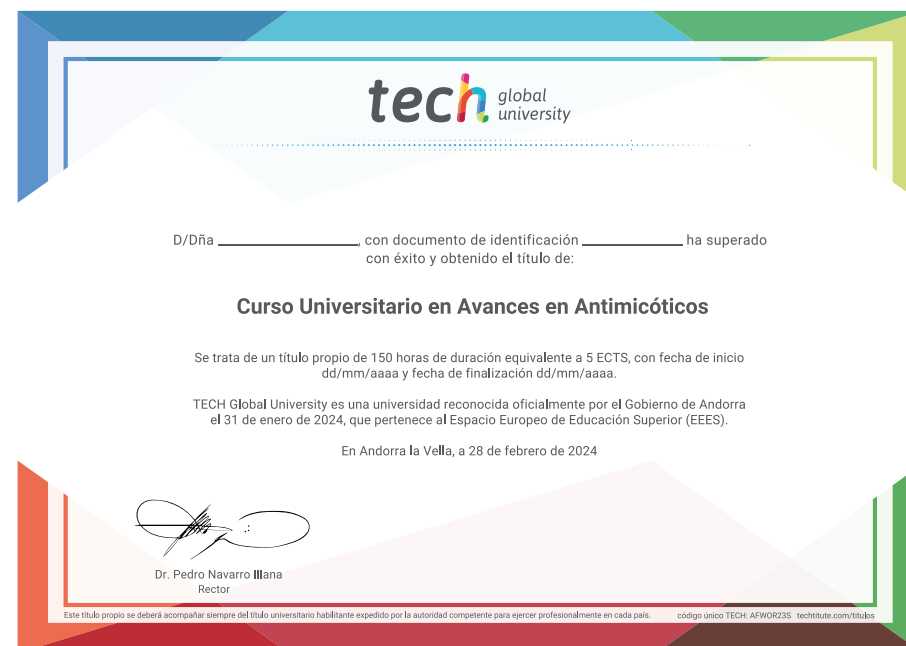 tech global university
D/Dña ______________, con documento de identificación __________ ha superado
con éxito y obtenido el título de:
Curso Universitario en Avances en Antimicóticos
Se trata de un título propio de 150 horas de duración equivalente a 5 ECTS, con fecha de inicio
dd/mm/aaaa y fecha de finalización dd/mm/aaaa.
TECH Global University es una universidad reconocida oficialmente por el Gobierno de Andorra
el 31 de enero de 2024, que pertenece al Espacio Europeo de Educación Superior (EEES).
En Andorra la Vella, a 28 de febrero de 2024
Dr. Pedro Navarro Illana
Rector
Este título propio se deberá acompañar siempre del título universitario habilitante expedido por la autoridad competente para ejercer profesionalmente en cada país. código único TECH: AFWOR23S techtitute.com/titulos